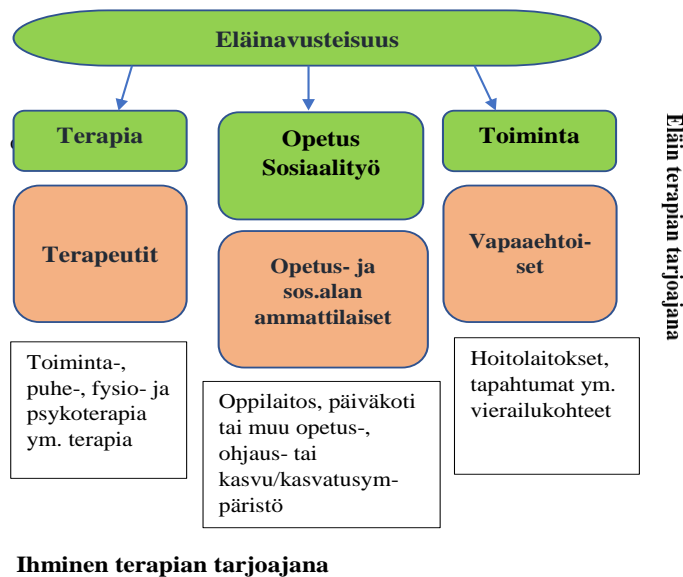 Eläinavusteisuus
Terapia
Opetus
Sosiaalityö
Toiminta
Terapeutit
Opetus- ja
sos.alan
ammattilaiset
Vapaaehtoi-
set
Toiminta-,
puhe-, fysio- ja
psykoterapia
ym. terapia
Oppilaitos, päiväkoti
tai muu opetus-,
ohjaus- tai
kasvu/kasvatusym-
päristö
Hoitolaitokset,
tapahtumat ym.
vierailukohteet
Eläin terapian tarjoajana
Ihminen terapian tarjoajana